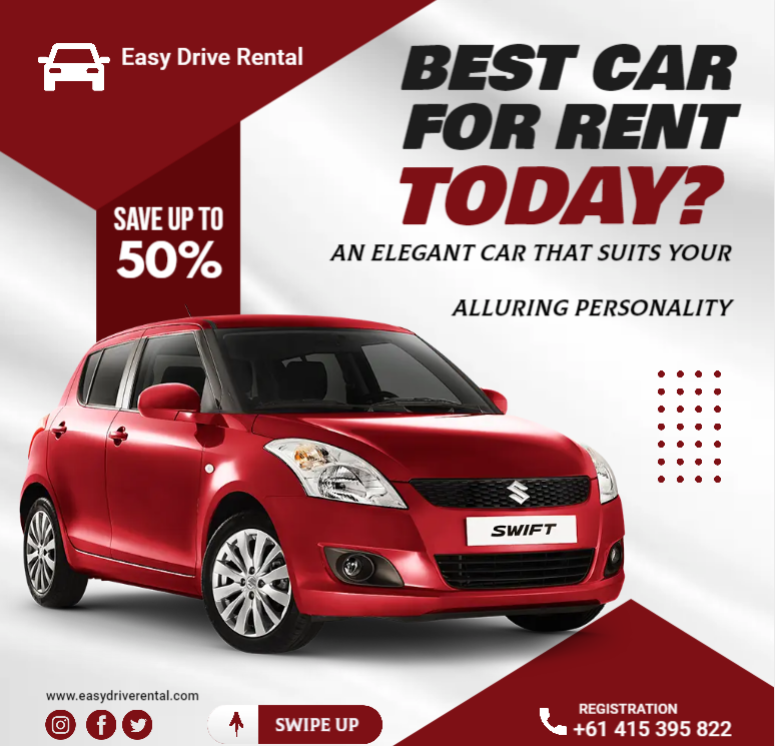 Easy Drive Rental
BEST CAR
FOR RENT
TODAY?
AN ELEGANT CAR THAT SUITS YOUR
ALLURING PERSONALITY
SAVE UP TO
50%
SWIFT
www.easydriverental.com
SWIPE UP
REGISTRATION
+61 415 395 822